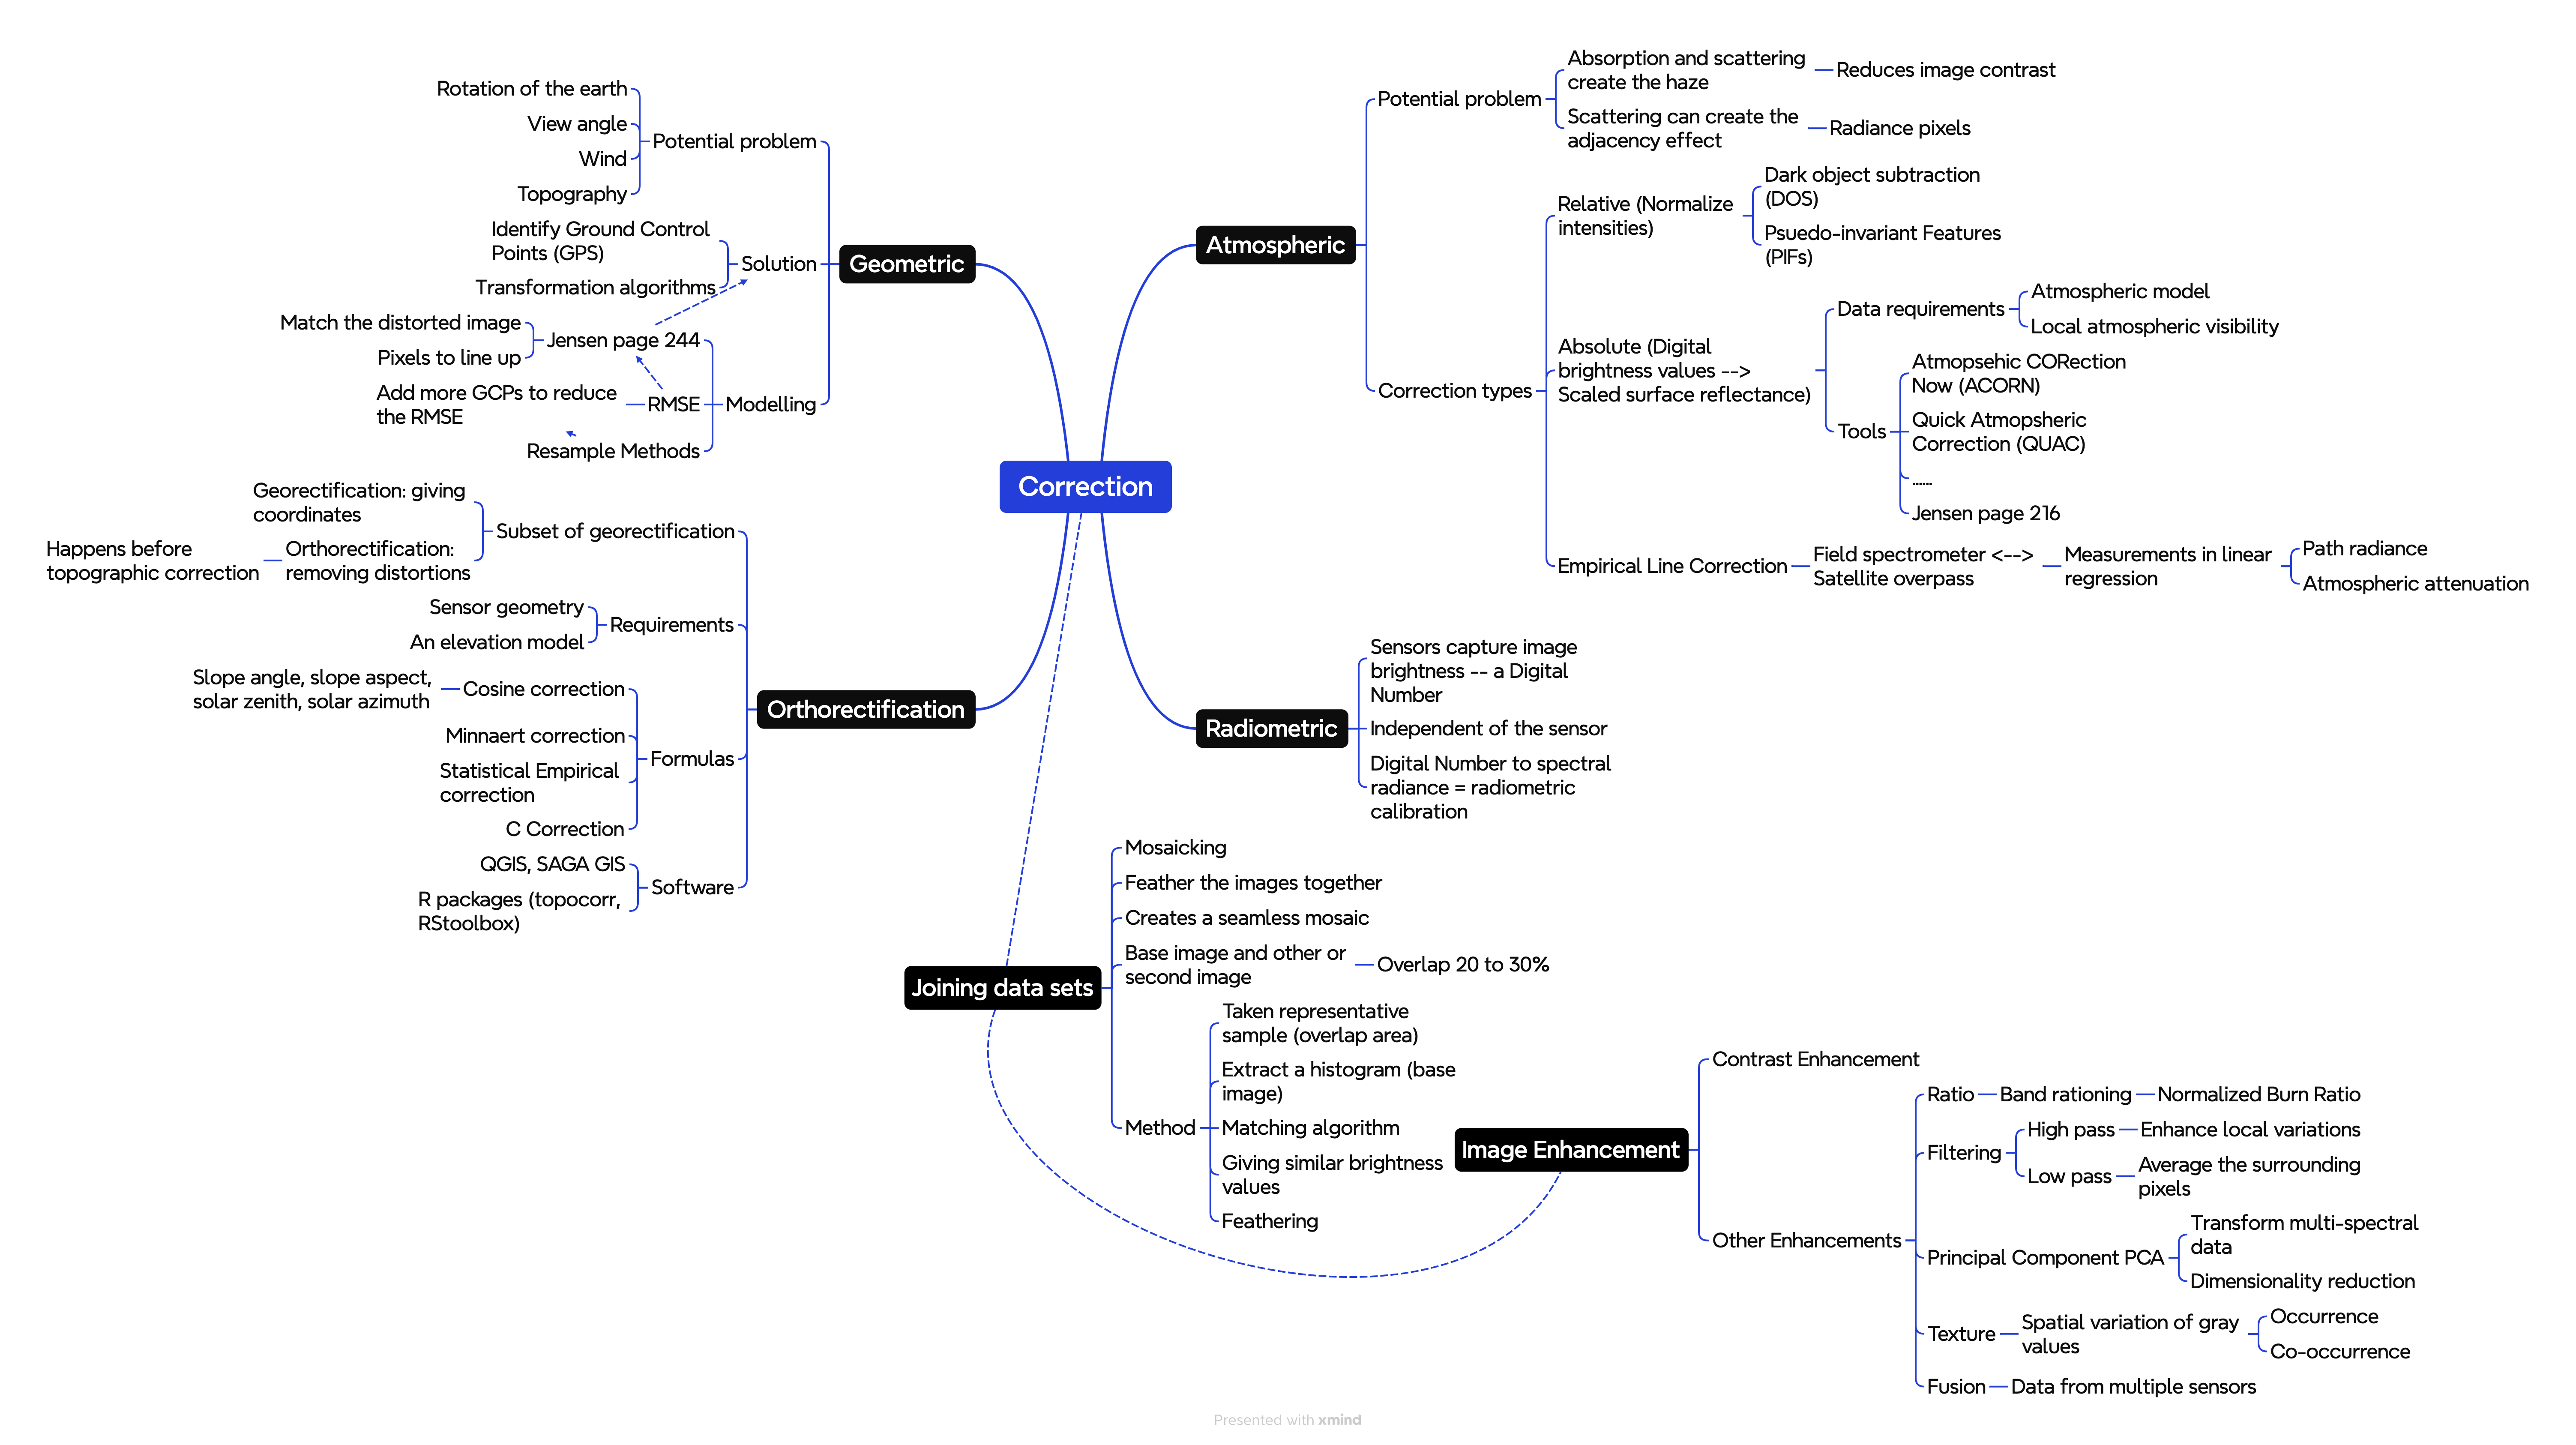 Correction
Geometric
Potential problem
Rotation of the earth
View angle
Wind
Topography
Solution
Identify Ground Control
Points (GPS)
Transformation algorithms
Modelling
Jensen page 244
Match the distorted image
Pixels to line up
RMSE
Add more GCPs to reduce
the RMSE
Resample Methods
Orthorectification
Subset of georectification
Georectification: giving
coordinates
Orthorectification:
removing distortions
Happens before
topographic correction
Requirements
Sensor geometry
An elevation model
Formulas
Cosine correction
Slope angle, slope aspect,
solar zenith, solar azimuth
Minnaert correction
Statistical Empirical
correction
C Correction
Software
QGIS, SAGA GIS
R packages (topocorr,
RStoolbox)
Atmospheric
Potential problem
Absorption and scattering
create the haze
Reduces image contrast
Scattering can create the
adjacency effect
Radiance pixels
Correction types
Relative (Normalize
intensities)
Dark object subtraction
(DOS)
Psuedo-invariant Features
(PIFs)
Absolute (Digital
brightness values -->
Scaled surface reflectance)
Data requirements
Atmospheric model
Local atmospheric visibility
Tools
Atmopsehic CORection
Now (ACORN)
Quick Atmopsheric
Correction (QUAC)
......
Jensen page 216
Empirical Line Correction
Field spectrometer <-->
Satellite overpass
Measurements in linear
regression
Path radiance
Atmospheric attenuation
Radiometric
Sensors capture image
brightness -- a Digital
Number
Independent of the sensor
Digital Number to spectral
radiance = radiometric
calibration
Joining data sets
Mosaicking
Feather the images together
Creates a seamless mosaic
Base image and other or
second image
Overlap 20 to 30%
Method
Taken representative
sample (overlap area)
Extract a histogram (base
image)
Matching algorithm
Giving similar brightness
values
Feathering
Image Enhancement
Contrast Enhancement
Other Enhancements
Ratio
Band rationing
Normalized Burn Ratio
Filtering
High pass
Enhance local variations
Low pass
Average the surrounding
pixels
Principal Component PCA
Transform multi-spectral
data
Dimensionality reduction
Texture
Spatial variation of gray
values
Occurrence
Co-occurrence
Fusion
Data from multiple sensors
Presented with xmind